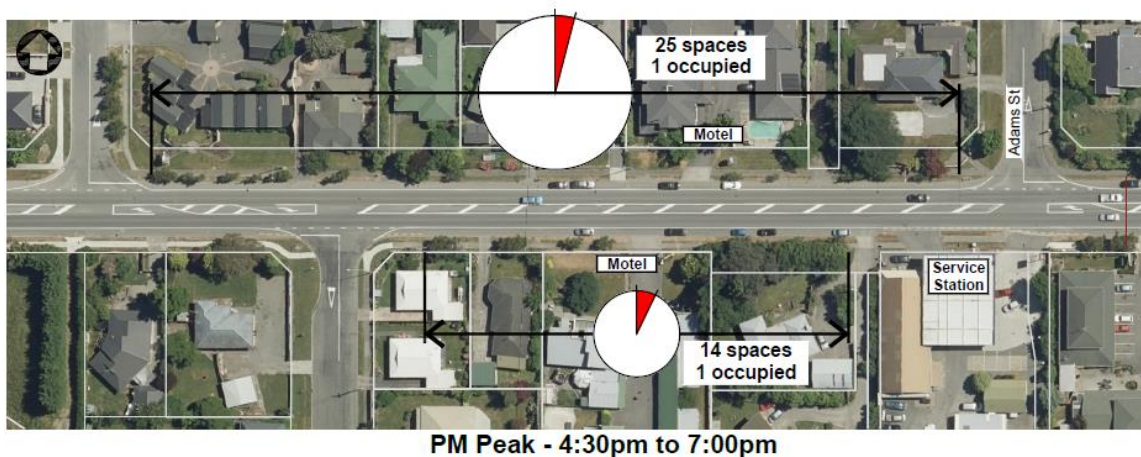 25 spaces
1 occupied
Adams St
Motel
Motel
Service
Station
14 spaces
1 occupied
PM Peak - 4:30pm to 7:00pm